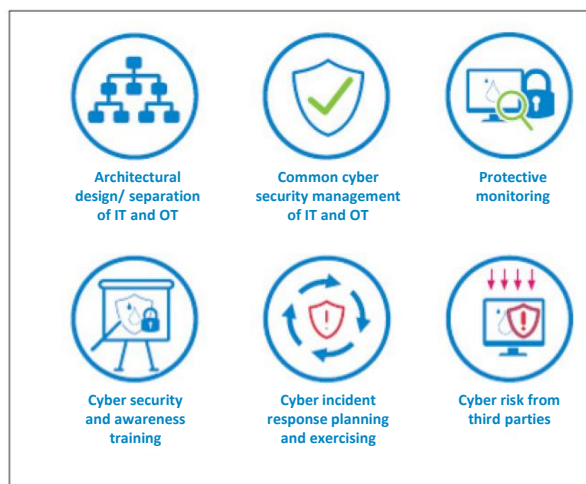 Architectural
design/ separation
of IT and OT
Common cyber
security management
of IT and OT
Protective
monitoring
Cyber security
and awareness
training
Cyber incident
response planning
and exercising
Cyber risk from
third parties